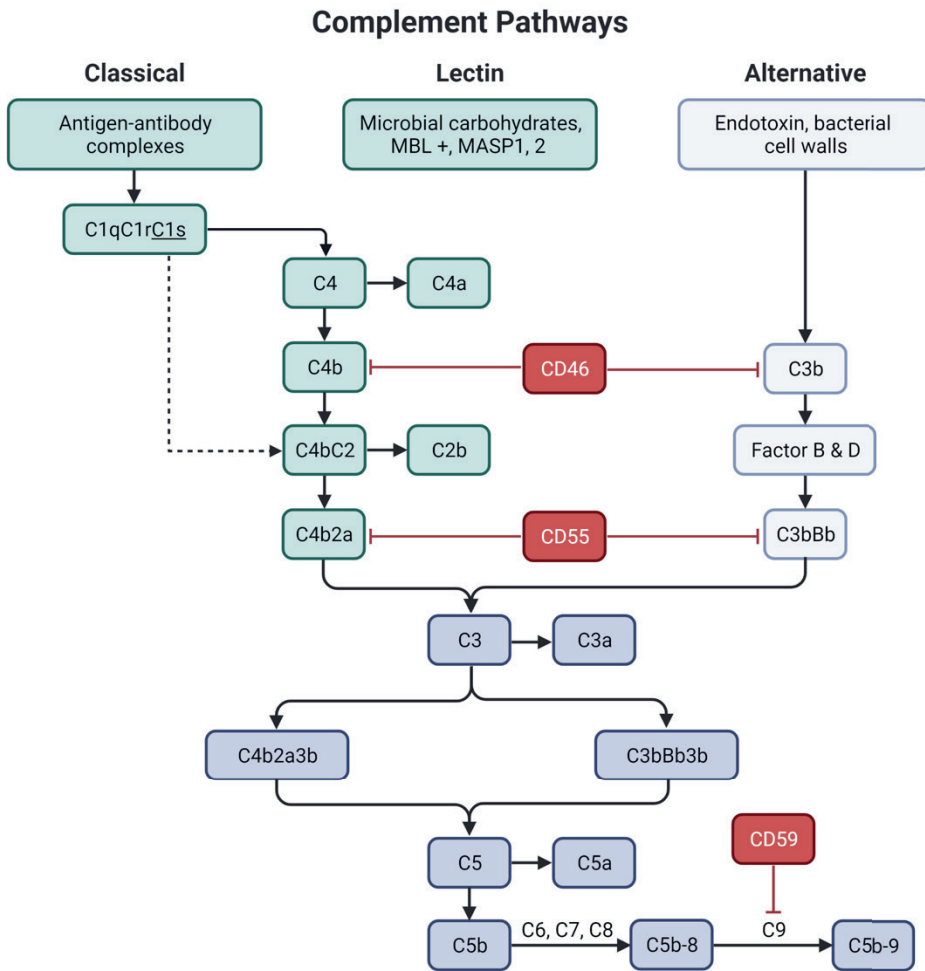 Complement Pathways
Classical
Lectin
Alternative
Antigen-antibody
complexes
Microbial carbohydrates,
MBL +, MASP1, 2
Endotoxin, bacterial
cell walls
C1qC1rC1s
C4
C4a
C4b
CD46
C3b
C4bC2
C2b
Factor B & D
C4b2a
CD55
C3bBb
C3
C3a
C4b2a3b
C3bBb3b
CD59
C5
C5a
C5b
C6, C7, C8
C5b-8
C9
C5b-9